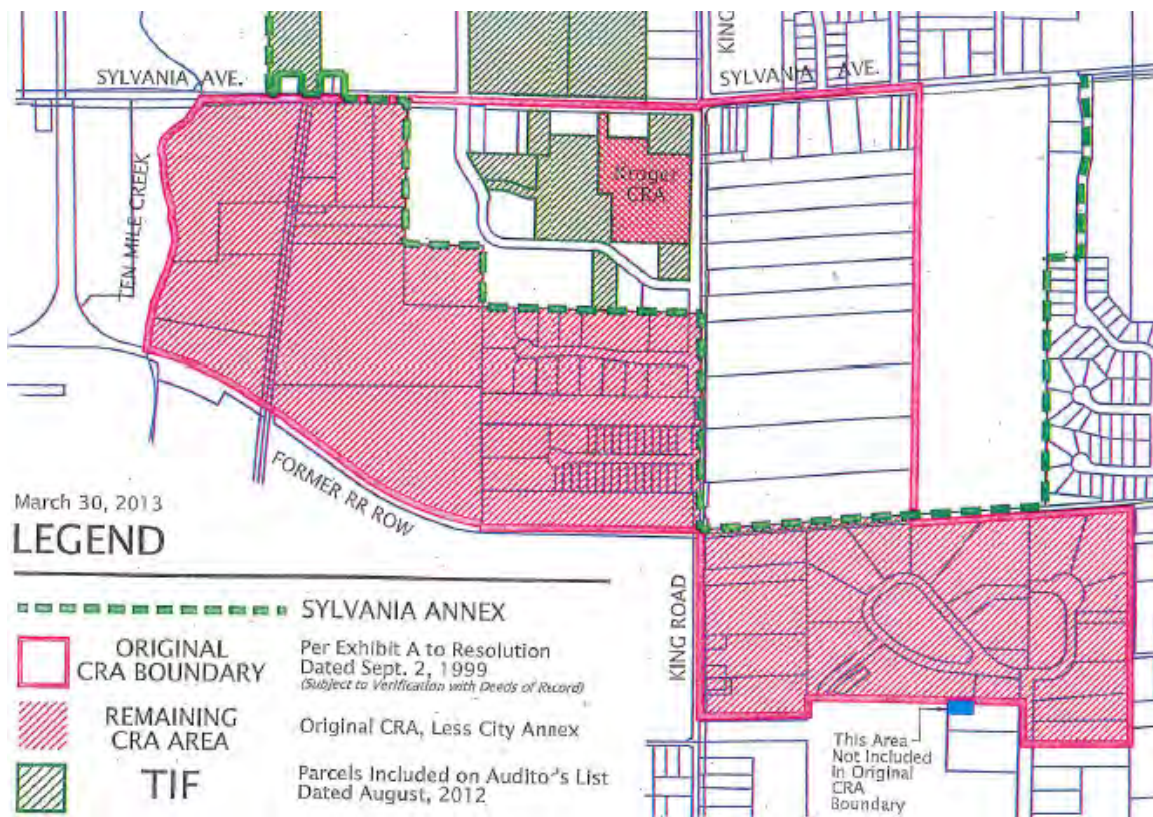 KING
SYLVANIA AVE.
SYLVANIA AVE.
TEN MILE CREEK
Kroger
CRA
FORMER RR ROW
KING ROAD
March 30, 2013
LEGEND
SYLVANIA ANNEX
ORIGINAL
CRA BOUNDARY
Per Exhibit A to Resolution
Dated Sept. 2, 1999
(Subject to Verification with Deeds of Record)
REMAINING
CRA AREA
Original CRA, Less City Annex
TIF
Parcels Included on Auditor's List
Dated August, 2012
This Area
Not Included
In Original
CRA
Boundary